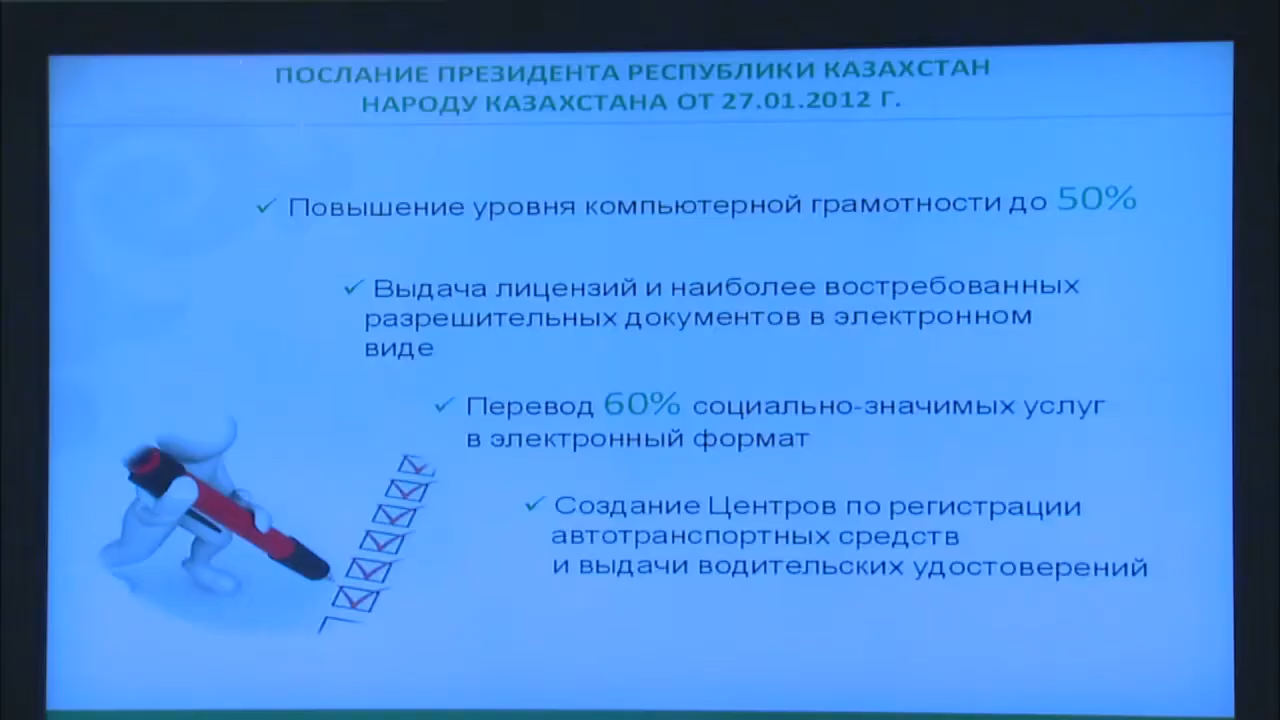 ПОСЛАНИЕ ПРЕЗИДЕНТА РЕСПУБЛИКИ КАЗАХСТАН
НАРОДУ КАЗАХСТАНА ОТ 27.01.2012 Г.
✓ Повышение уровня компьютерной грамотности до 50%
✓ Выдача лицензий и наиболее востребованных
разрешительных документов в электронном
виде
✓ Перевод 60% социально-значимых услуг
в электронный формат
✓ Создание Центров по регистрации
автотранспортных средств
и выдачи водительских удостоверений